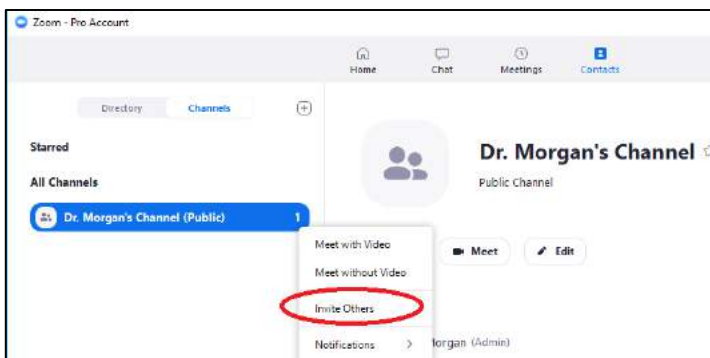 Zoom - Pro Account
Home Chat Meetings Contacts
Directory Channels
Starred
Dr. Morgan's Channel
All Channels
Public Channel
Dr. Morgan's Channel (Public) 1
Meet with Video
Meet Edit
Meet without Video
Invite Others
Notifications
organ (Admin)